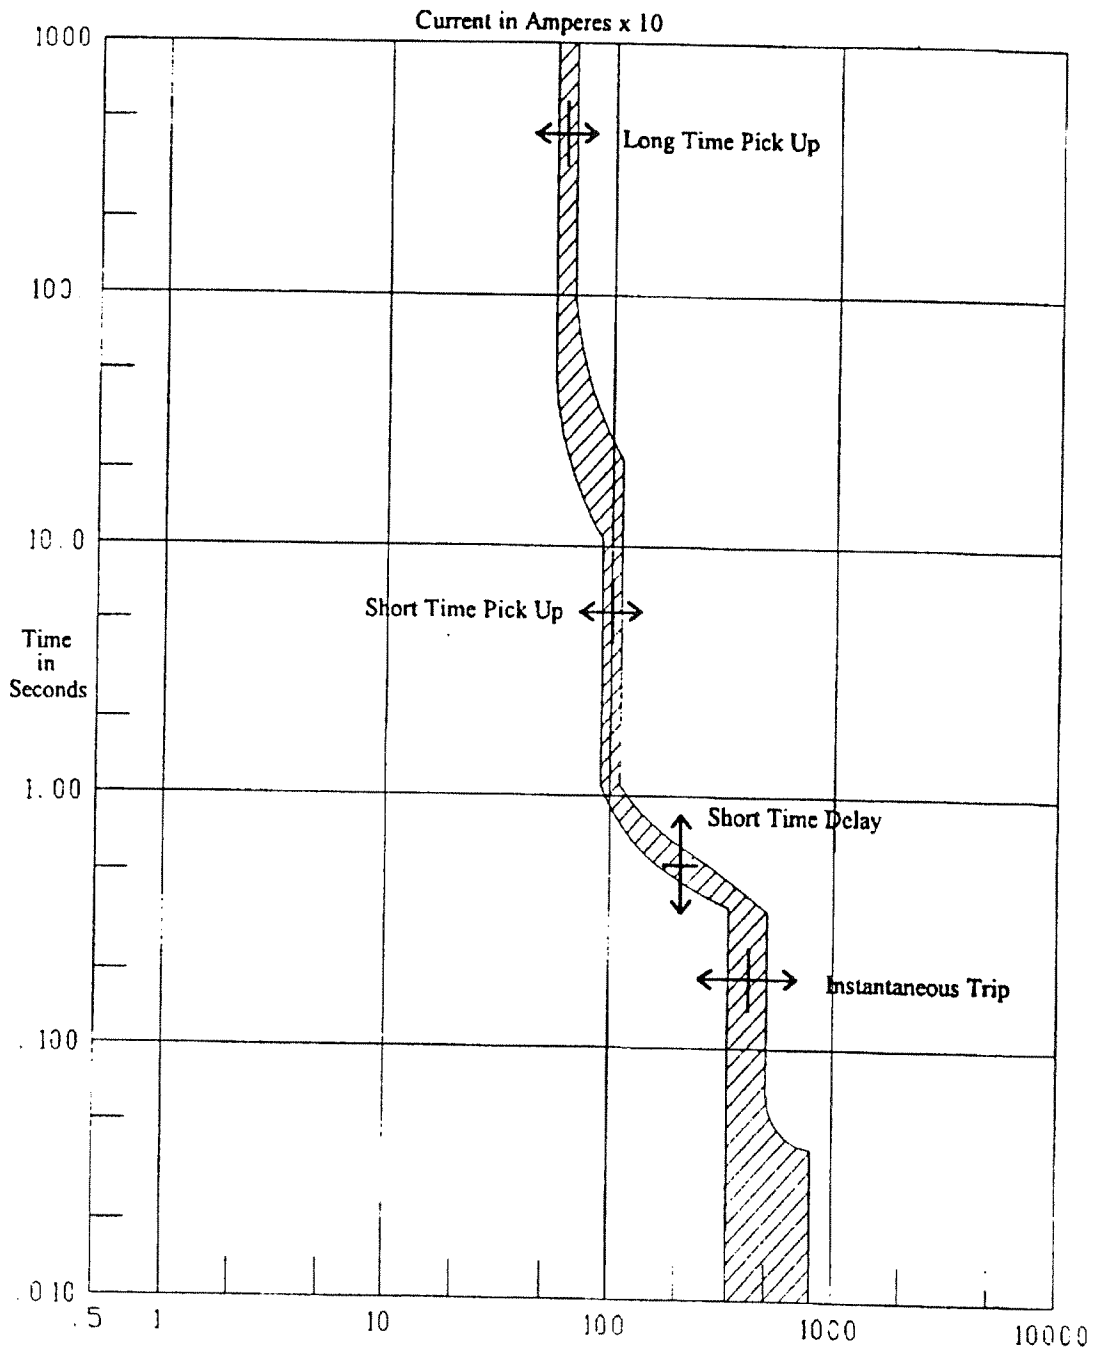 Current in Amperes x 10
1000
Long Time Pick Up
100
10.0
Short Time Pick Up
Time
in
Seconds
1.00
Short Time Delay
Instantaneous Trip
.100
.010
.5 1 10 100 1000 10000